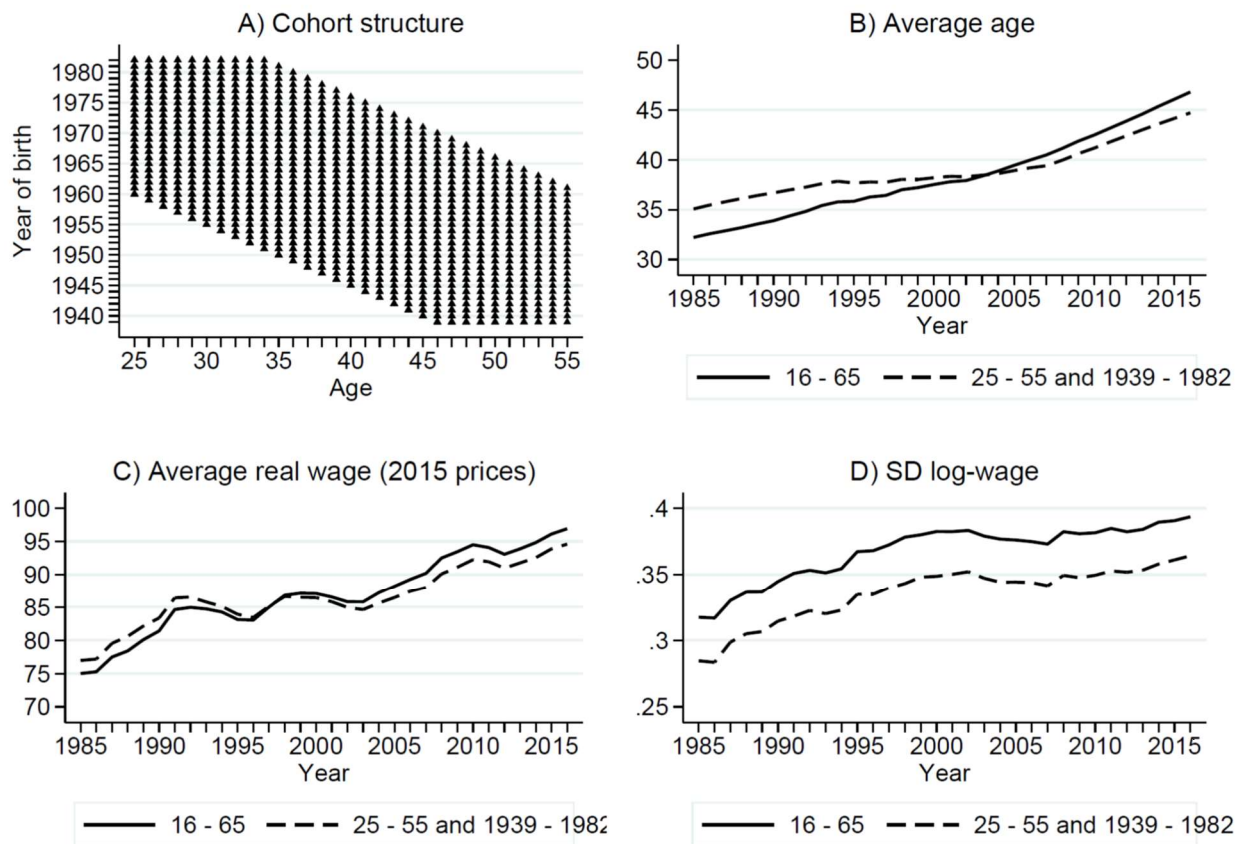 A) Cohort structure
Year of birth
1980
1975
1970
1965
1960
1955
1950
1945
1940
25 30 35 40 45 50 55
Age
B) Average age
50
45
40
35
30
1985 1990 1995 2000 2005 2010 2015
Year
16 - 65 25 - 55 and 1939 - 1982
C) Average real wage (2015 prices)
100
95
90
85
80
75
70
1985 1990 1995 2000 2005 2010 2015
Year
16 - 65 25 - 55 and 1939 - 1982
D) SD log-wage
.4
.35
.3
.25
1985 1990 1995 2000 2005 2010 2015
Year
16 - 65 25 - 55 and 1939 - 1982